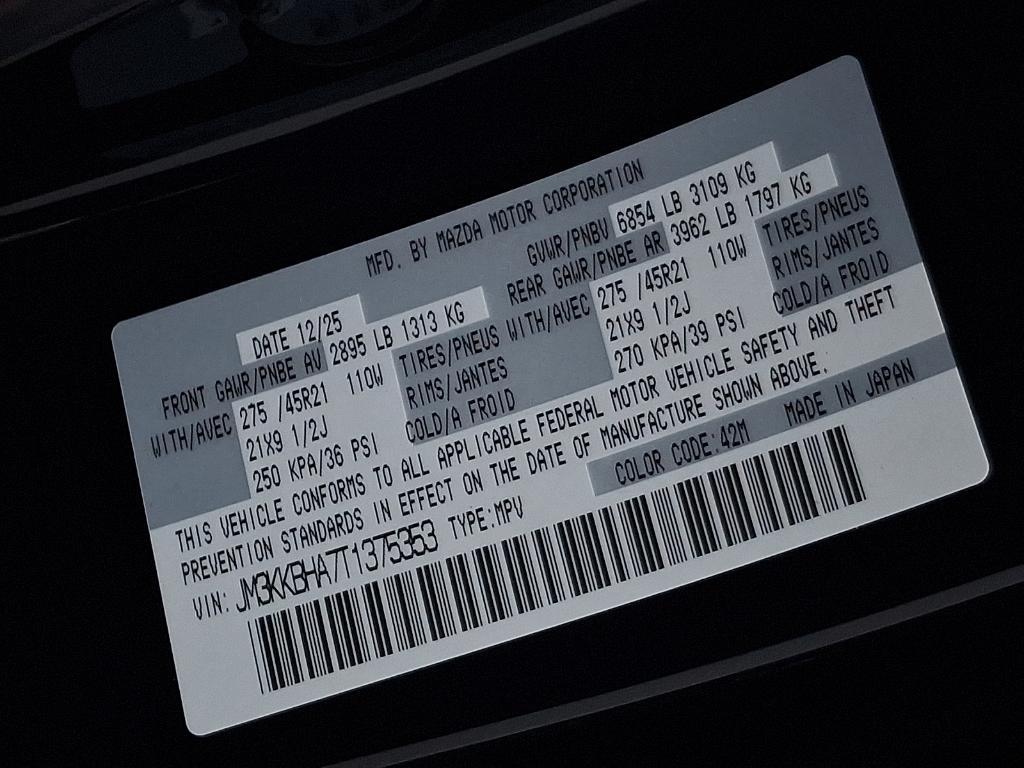 MFD. BY MAZDA MOTOR CORPORATION
DATE 12/25 GVWR/PNBV 6854 LB 3109 KG
FRONT GAWR/PNBE AV 2895 LB 1313 KG REAR GAWR/PNBE AR 3962 LB 1797 KG
WITH/AVEC 275 /45R21 110W TIRES/PNEUS WITH/AVEC 275 /45R21 110W TIRES/PNEUS
21X9 1/2J RIMS/JANTES 21X9 1/2J RIMS/JANTES
250 KPA/36 PSI COLD/A FROID 270 KPA/39 PSI COLD/A FROID
THIS VEHICLE CONFORMS TO ALL APPLICABLE FEDERAL MOTOR VEHICLE SAFETY AND THEFT
PREVENTION STANDARDS IN EFFECT ON THE DATE OF MANUFACTURE SHOWN ABOVE.
VIN: JM3KKBHA7T1375353 TYPE:MPV COLOR CODE:42M MADE IN JAPAN